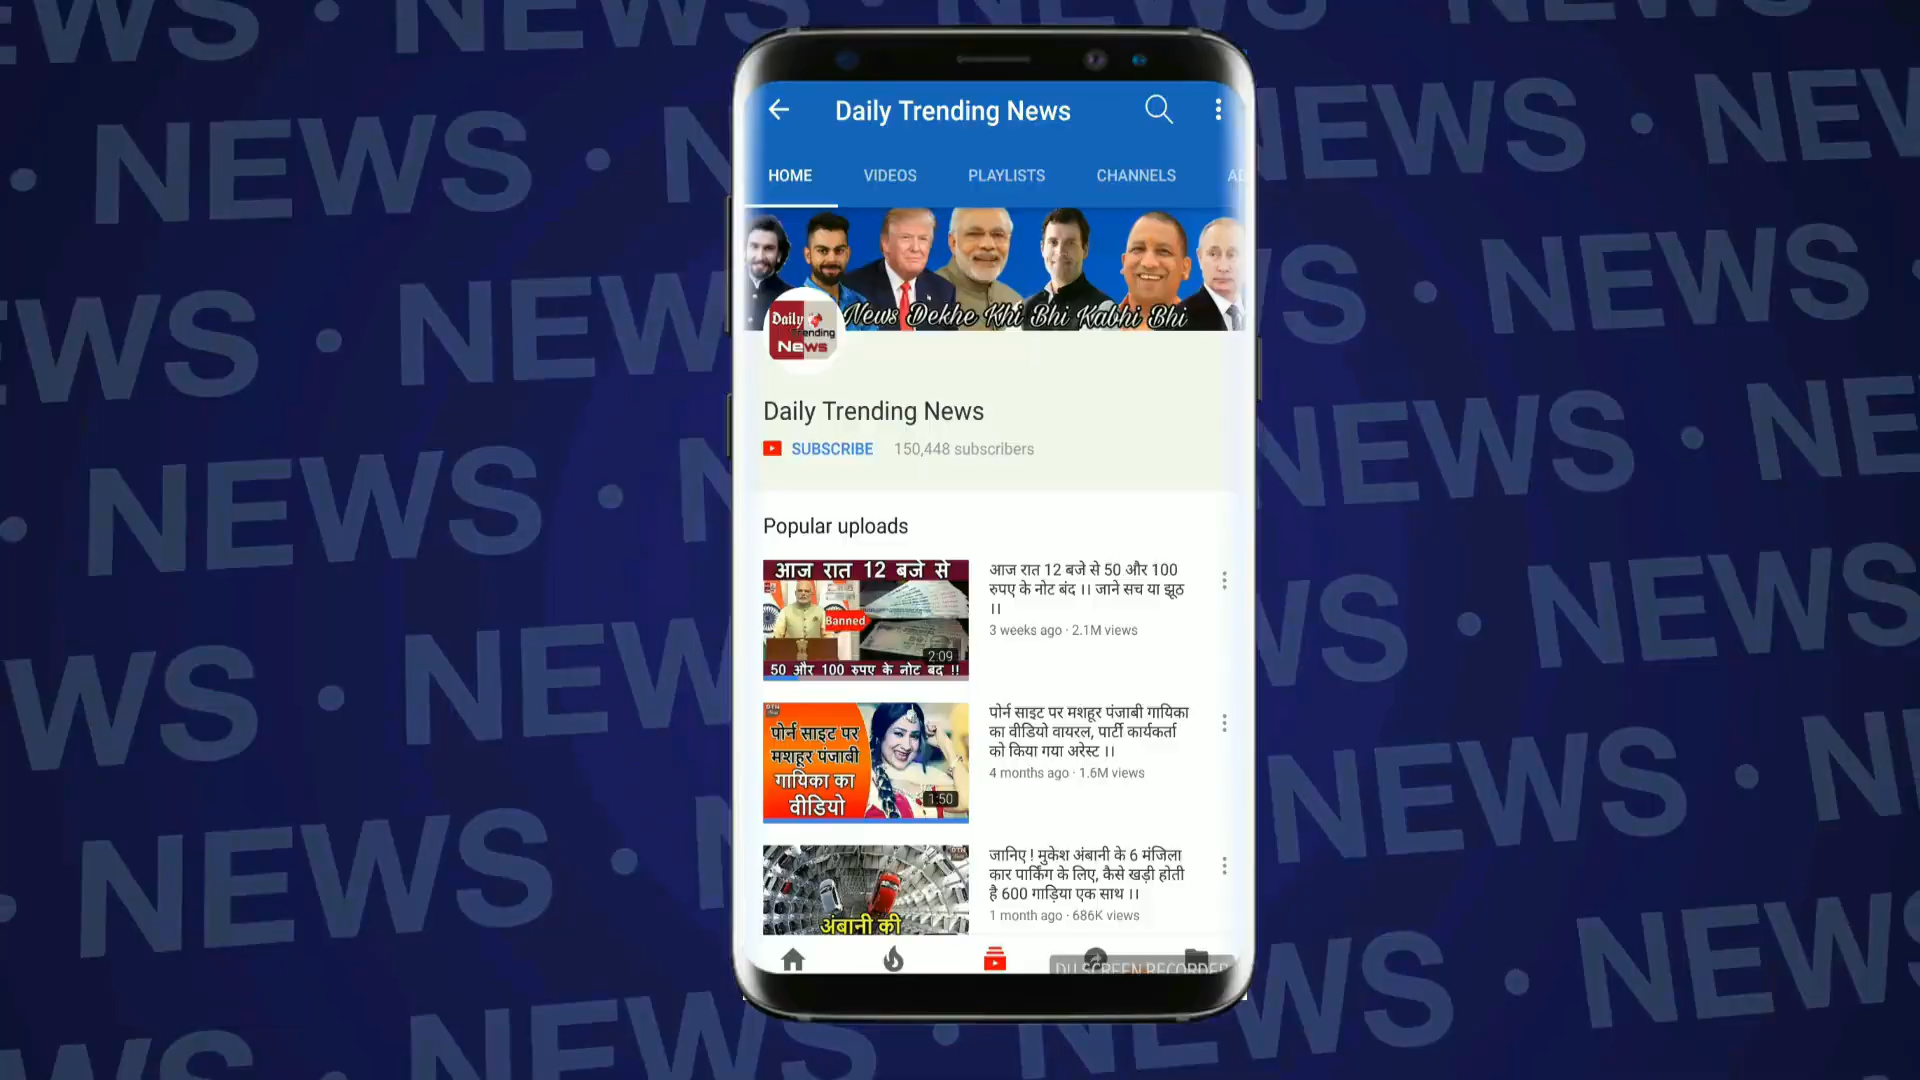 Daily Trending News
HOME VIDEOS PLAYLISTS CHANNELS
News Dekhe Khi Bhi Kabhi Bhi
Daily
Trending
News
Daily Trending News
SUBSCRIBE 150,448 subscribers
Popular uploads
आज रात 12 बजे से
Banned
2:09
50 और 100 रुपए के नोट बंद !!
आज रात 12 बजे से 50 और 100
रुपए के नोट बंद ।। जाने सच या झूठ
।।
3 weeks ago · 2.1M views
DTN
पोर्न साइट पर
मशहूर पंजाबी
गायिका का
वीडियो
1:50
पोर्न साइट पर मशहूर पंजाबी गायिका
का वीडियो वायरल, पार्टी कार्यकर्ता
को किया गया अरेस्ट ।।
4 months ago · 1.6M views
DTN
अंबानी की
जानिए ! मुकेश अंबानी के 6 मंजिला
कार पार्किंग के लिए, कैसे खड़ी होती
है 600 गाड़िया एक साथ ।।
1 month ago · 686K views
DU SCREEN RECORDER
NEWS • NEWS • NEWS